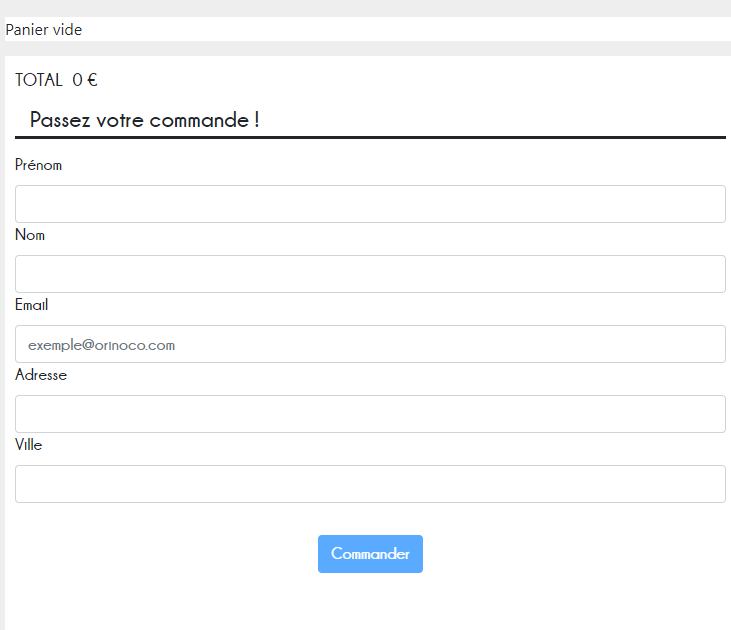 Panier vide
TOTAL 0 €
Passez votre commande !
Prénom
Nom
Email
exemple@orinoco.com
Adresse
Ville
Commander